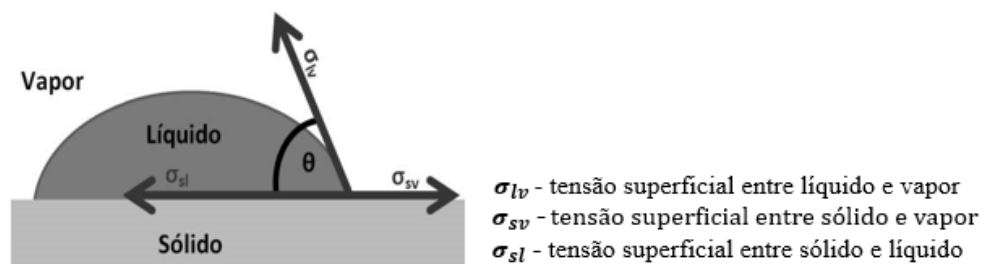 σlv
Vapor
Líquido
θ
σsl
σsv
Sólido
σlv - tensão superficial entre líquido e vapor
σsv - tensão superficial entre sólido e vapor
σsl - tensão superficial entre sólido e líquido